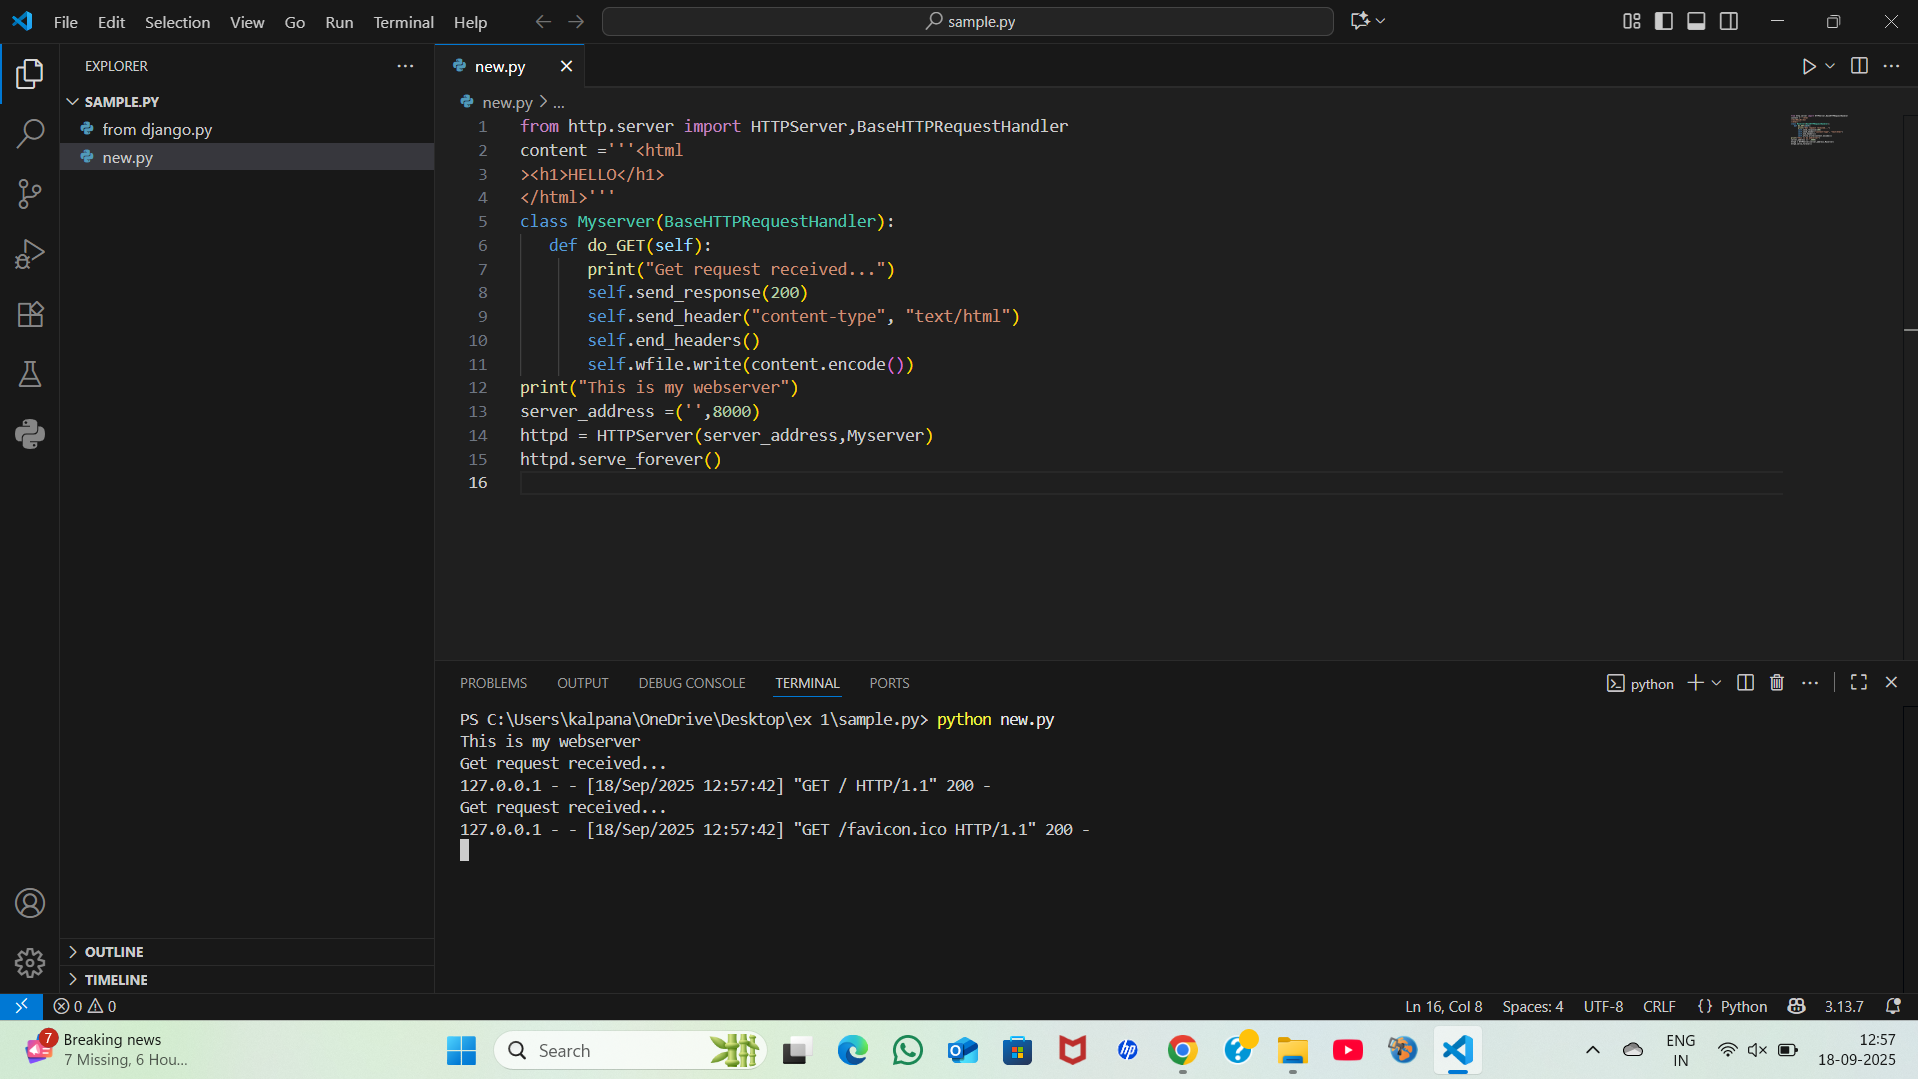 File Edit Selection View Go Run Terminal Help
sample.py
EXPLORER
SAMPLE.PY
from django.py
new.py
OUTLINE
TIMELINE
new.py
new.py > ...
1 from http.server import HTTPServer,BaseHTTPRequestHandler
2 content ='''<html
3 ><h1>HELLO</h1>
4 </html>'''
5 class Myserver(BaseHTTPRequestHandler):
6 def do_GET(self):
7 print("Get request received...")
8 self.send_response(200)
9 self.send_header("content-type", "text/html")
10 self.end_headers()
11 self.wfile.write(content.encode())
12 print("This is my webserver")
13 server_address =('',8000)
14 httpd = HTTPServer(server_address,Myserver)
15 httpd.serve_forever()
16
PROBLEMS OUTPUT DEBUG CONSOLE TERMINAL PORTS
python
PS C:\Users\kalpana\OneDrive\Desktop\ex 1\sample.py> python new.py
This is my webserver
Get request received...
127.0.0.1 - - [18/Sep/2025 12:57:42] "GET / HTTP/1.1" 200 -
Get request received...
127.0.0.1 - - [18/Sep/2025 12:57:42] "GET /favicon.ico HTTP/1.1" 200 -
0 0
Ln 16, Col 8 Spaces: 4 UTF-8 CRLF {} Python 3.13.7
7
Breaking news
7 Missing, 6 Hou...
Search
hp
ENG
IN
12:57
18-09-2025